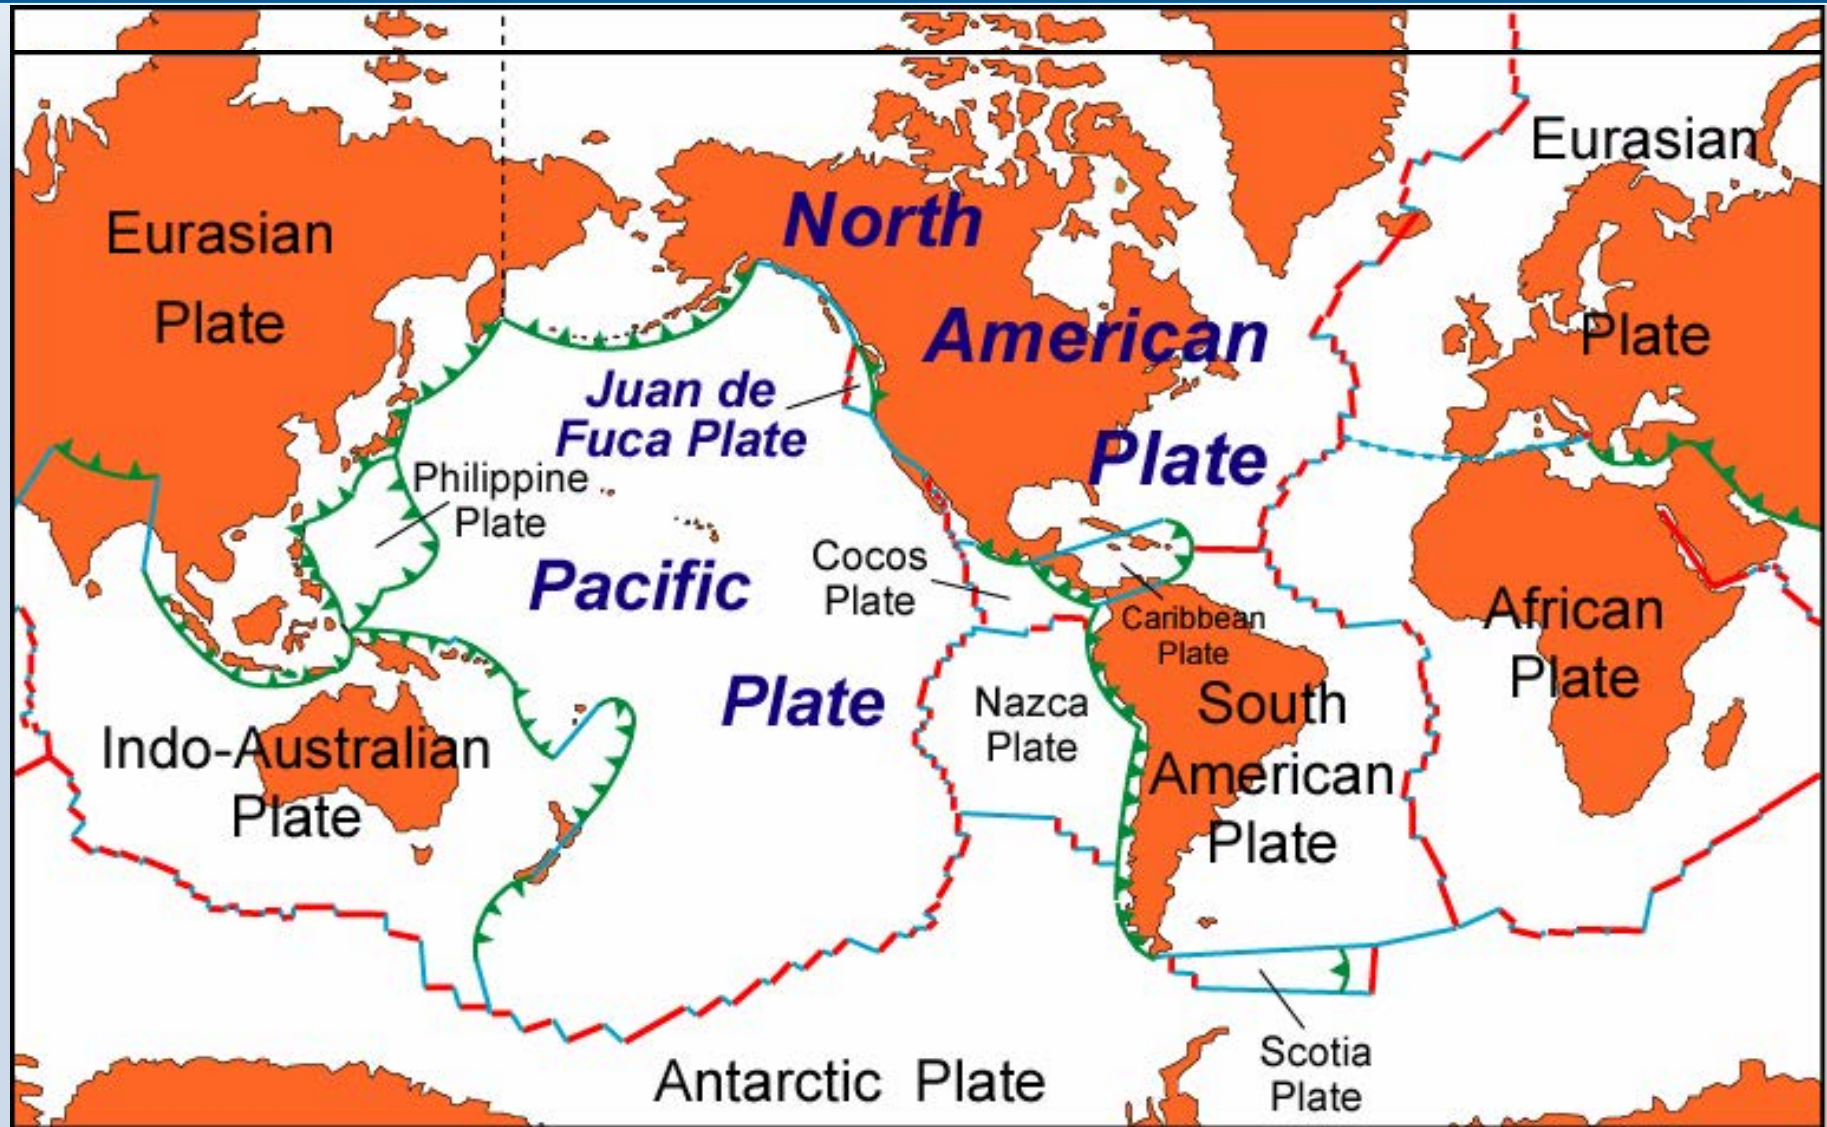 Eurasian
Plate
North
American
Plate
Eurasian
Plate
Juan de
Fuca Plate
Philippine
Plate
Pacific
Plate
Cocos
Plate
Caribbean
Plate
African
Plate
Indo-Australian
Plate
Nazca
Plate
South
American
Plate
Antarctic Plate
Scotia
Plate